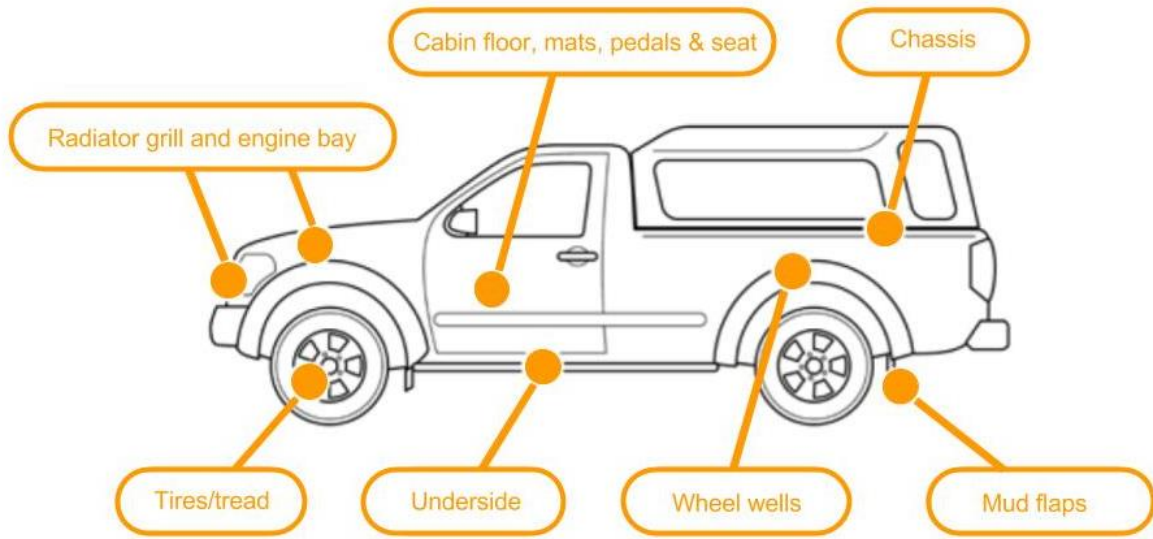 Cabin floor, mats, pedals & seat
Chassis
Radiator grill and engine bay
Tires/tread
Underside
Wheel wells
Mud flaps